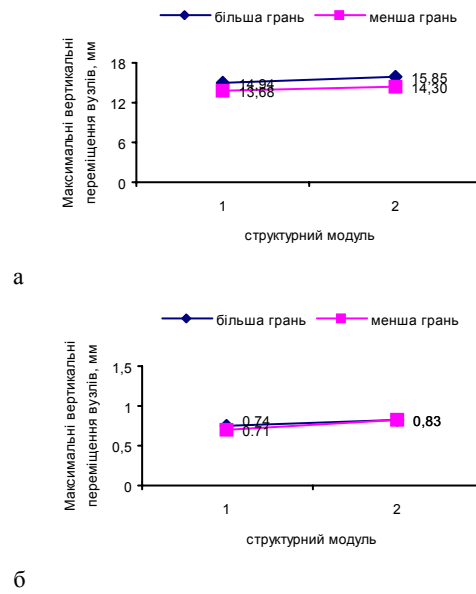 більша грань менша грань
Максимальні вертикальні
переміщення вузлів, мм
18
12
6
0
14,94
13,68
15,85
14,30
1 2
структурний модуль
а
більша грань менша грань
Максимальні вертикальні
переміщення вузлів, мм
1,5
1
0,5
0
0.74
0.71
0,83
1 2
структурний модуль
б